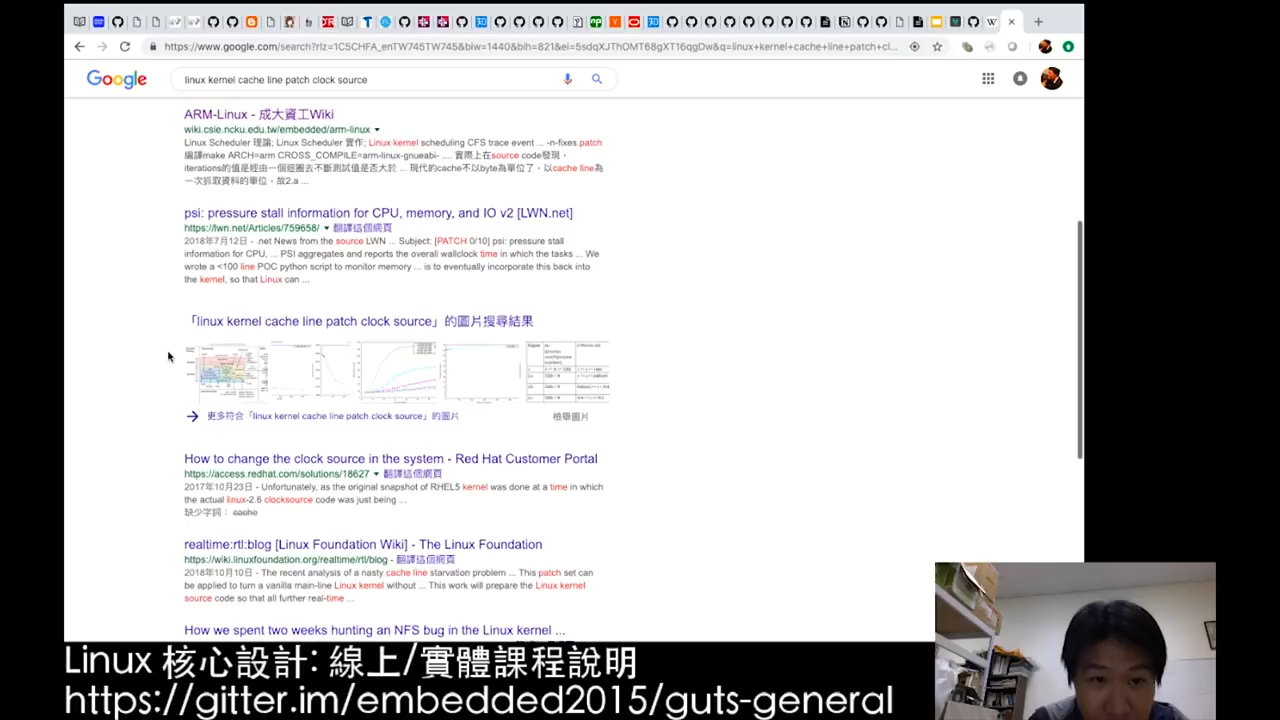 https://www.google.com/search?rlz=1C5CHFA_enTW745TW745&biw=1440&bih=821&ei=5sdqXJThOMT68gXT16qgDw&q=linux+kernel+cache+line+patch+cl...
Google
linux kernel cache line patch clock source
ARM-Linux - 成大資工Wiki
wiki.csie.ncku.edu.tw/embedded/arm-linux
Linux Scheduler 理論; Linux Scheduler 實作; Linux kernel scheduling CFS trace event ... -n-fixes.patch
編譯make ARCH=arm CROSS_COMPILE=arm-linux-gnueabi- .... 實際上在source code發現，
iterations的值是經由一個迴圈去不斷測試值是否大於 ... 現代的cache不以byte為單位了、以cache line為
一次抓取資料的單位，故2.a ...
psi: pressure stall information for CPU, memory, and IO v2 [LWN.net]
https://lwn.net/Articles/759658/ 翻譯這個網頁
2018年7月12日 - .net News from the source LWN ... Subject: [PATCH 0/10] psi: pressure stall
information for CPU, ... PSI aggregates and reports the overall wallclock time in which the tasks ... We
wrote a <100 line POC python script to monitor memory ... is to eventually incorporate this back into
the kernel, so that Linux can ...
「linux kernel cache line patch clock source」的圖片搜尋結果
更多符合「linux kernel cache line patch clock source」的圖片 檢舉圖片
How to change the clock source in the system - Red Hat Customer Portal
https://access.redhat.com/solutions/18627 翻譯這個網頁
2017年10月23日 - Unfortunately, as the original snapshot of RHEL5 kernel was done at a time in which
the actual linux-2.6 clocksource code was just being ...
缺少字詞： cache
realtime:rtl:blog [Linux Foundation Wiki] - The Linux Foundation
https://wiki.linuxfoundation.org/realtime/rtl/blog - 翻譯這個網頁
2018年10月10日 - The recent analysis of a nasty cache line starvation problem ... This patch set can
be applied to turn a vanilla main-line Linux kernel without ... This work will prepare the Linux kernel
source code so that all further real-time ...
How we spent two weeks hunting an NFS bug in the Linux kernel ...
Linux 核心設計: 線上/實體課程說明
https://gitter.im/embedded2015/guts-general